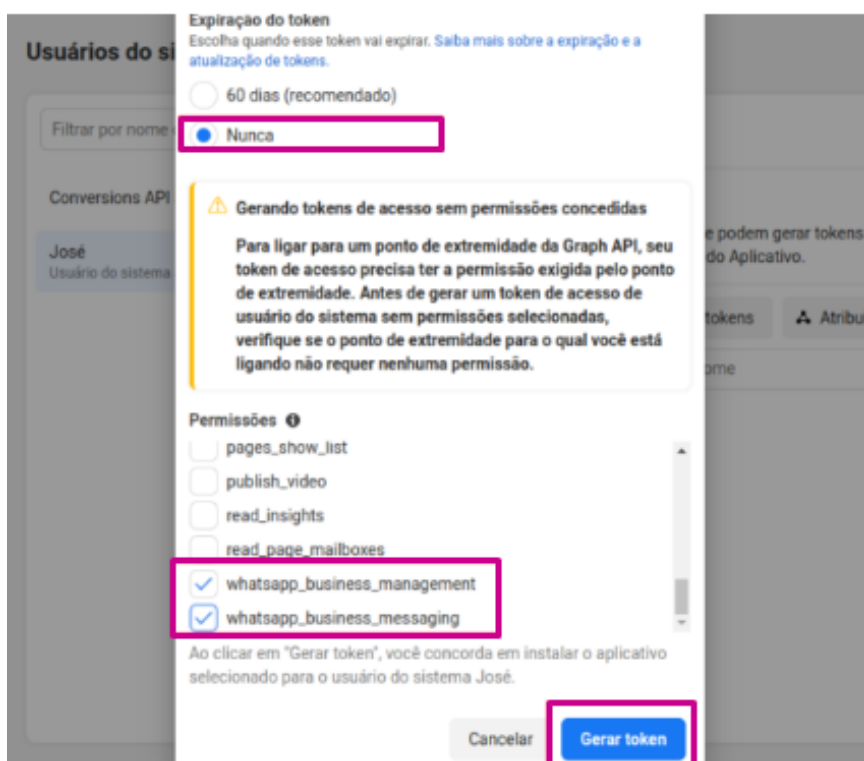 Expiração do token
Escolha quando esse token vai expirar. Saiba mais sobre a expiração e a
atualização de tokens.
Usuários do si
60 dias (recomendado)
Filtrar por nome
Nunca
Conversions API
Gerando tokens de acesso sem permissões concedidas
Para ligar para um ponto de extremidade da Graph API, seu
token de acesso precisa ter a permissão exigida pelo ponto
de extremidade. Antes de gerar um token de acesso de
usuário do sistema sem permissões selecionadas,
verifique se o ponto de extremidade para o qual você está
ligando não requer nenhuma permissão.
José
Usuário do sistema
e podem gerar tokens
do Aplicativo.
tokens
Atribu
ome
Permissões
pages_show_list
publish_video
read_insights
read_page_mailboxes
whatsapp_business_management
whatsapp_business_messaging
Ao clicar em "Gerar token", você concorda em instalar o aplicativo
selecionado para o usuário do sistema José.
Cancelar
Gerar token